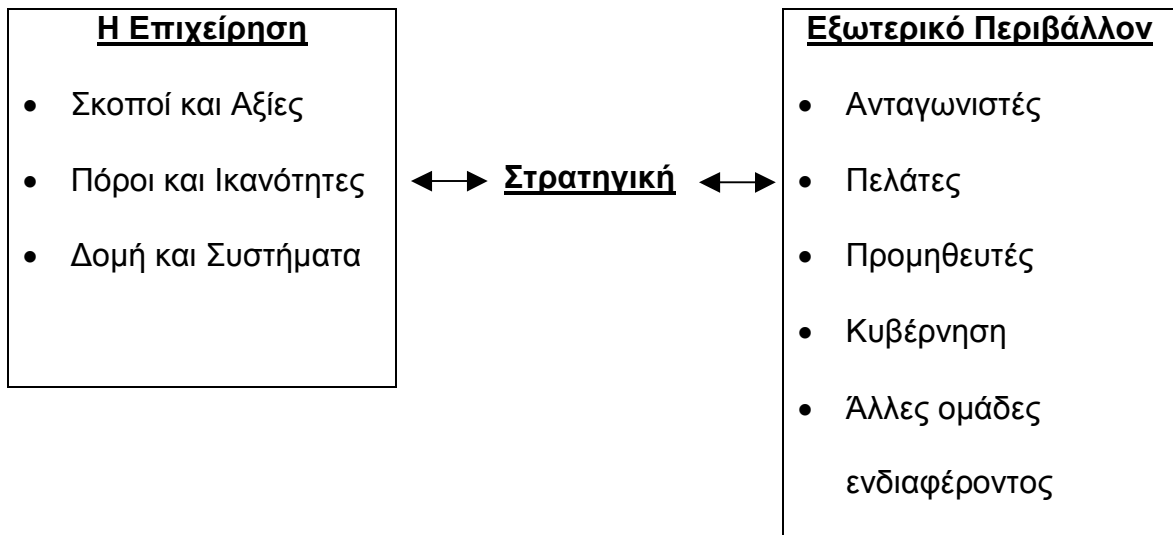 Η Επιχείρηση
• Σκοποί και Αξίες
• Πόροι και Ικανότητες
• Δομή και Συστήματα
Στρατηγική
Εξωτερικό Περιβάλλον
• Ανταγωνιστές
• Πελάτες
• Προμηθευτές
• Κυβέρνηση
• Άλλες ομάδες
ενδιαφέροντος